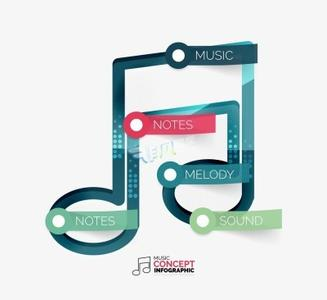 MUSIC
NOTES
MELODY
NOTES
SOUND
MUSIC
CONCEPT
INFOGRAPHIC